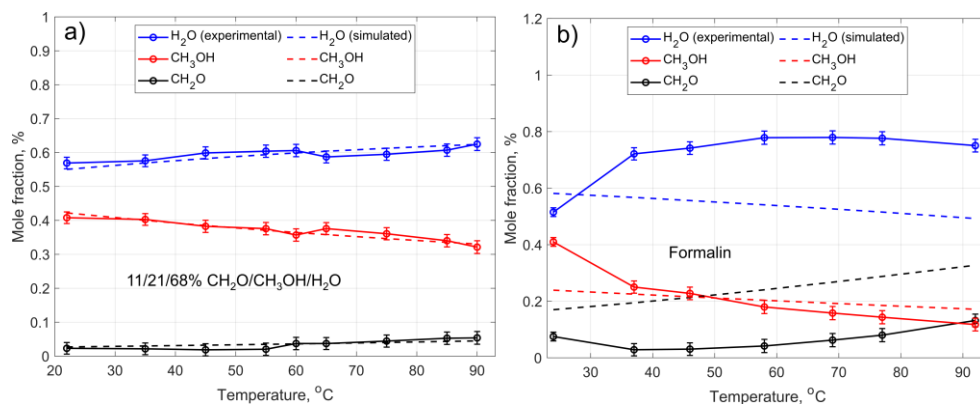 a)
H₂O (experimental) H₂O (simulated)
CH₃OH CH₃OH
CH₂O CH₂O
11/21/68% CH₂O/CH₃OH/H₂O
Mole fraction, %
1
0.9
0.8
0.7
0.6
0.5
0.4
0.3
0.2
0.1
0
20 30 40 50 60 70 80 90
Temperature, °C
b)
H₂O (experimental) H₂O (simulated)
CH₃OH CH₃OH
CH₂O CH₂O
Formalin
Mole fraction, %
1.2
1
0.8
0.6
0.4
0.2
0
30 40 50 60 70 80 90
Temperature, °C